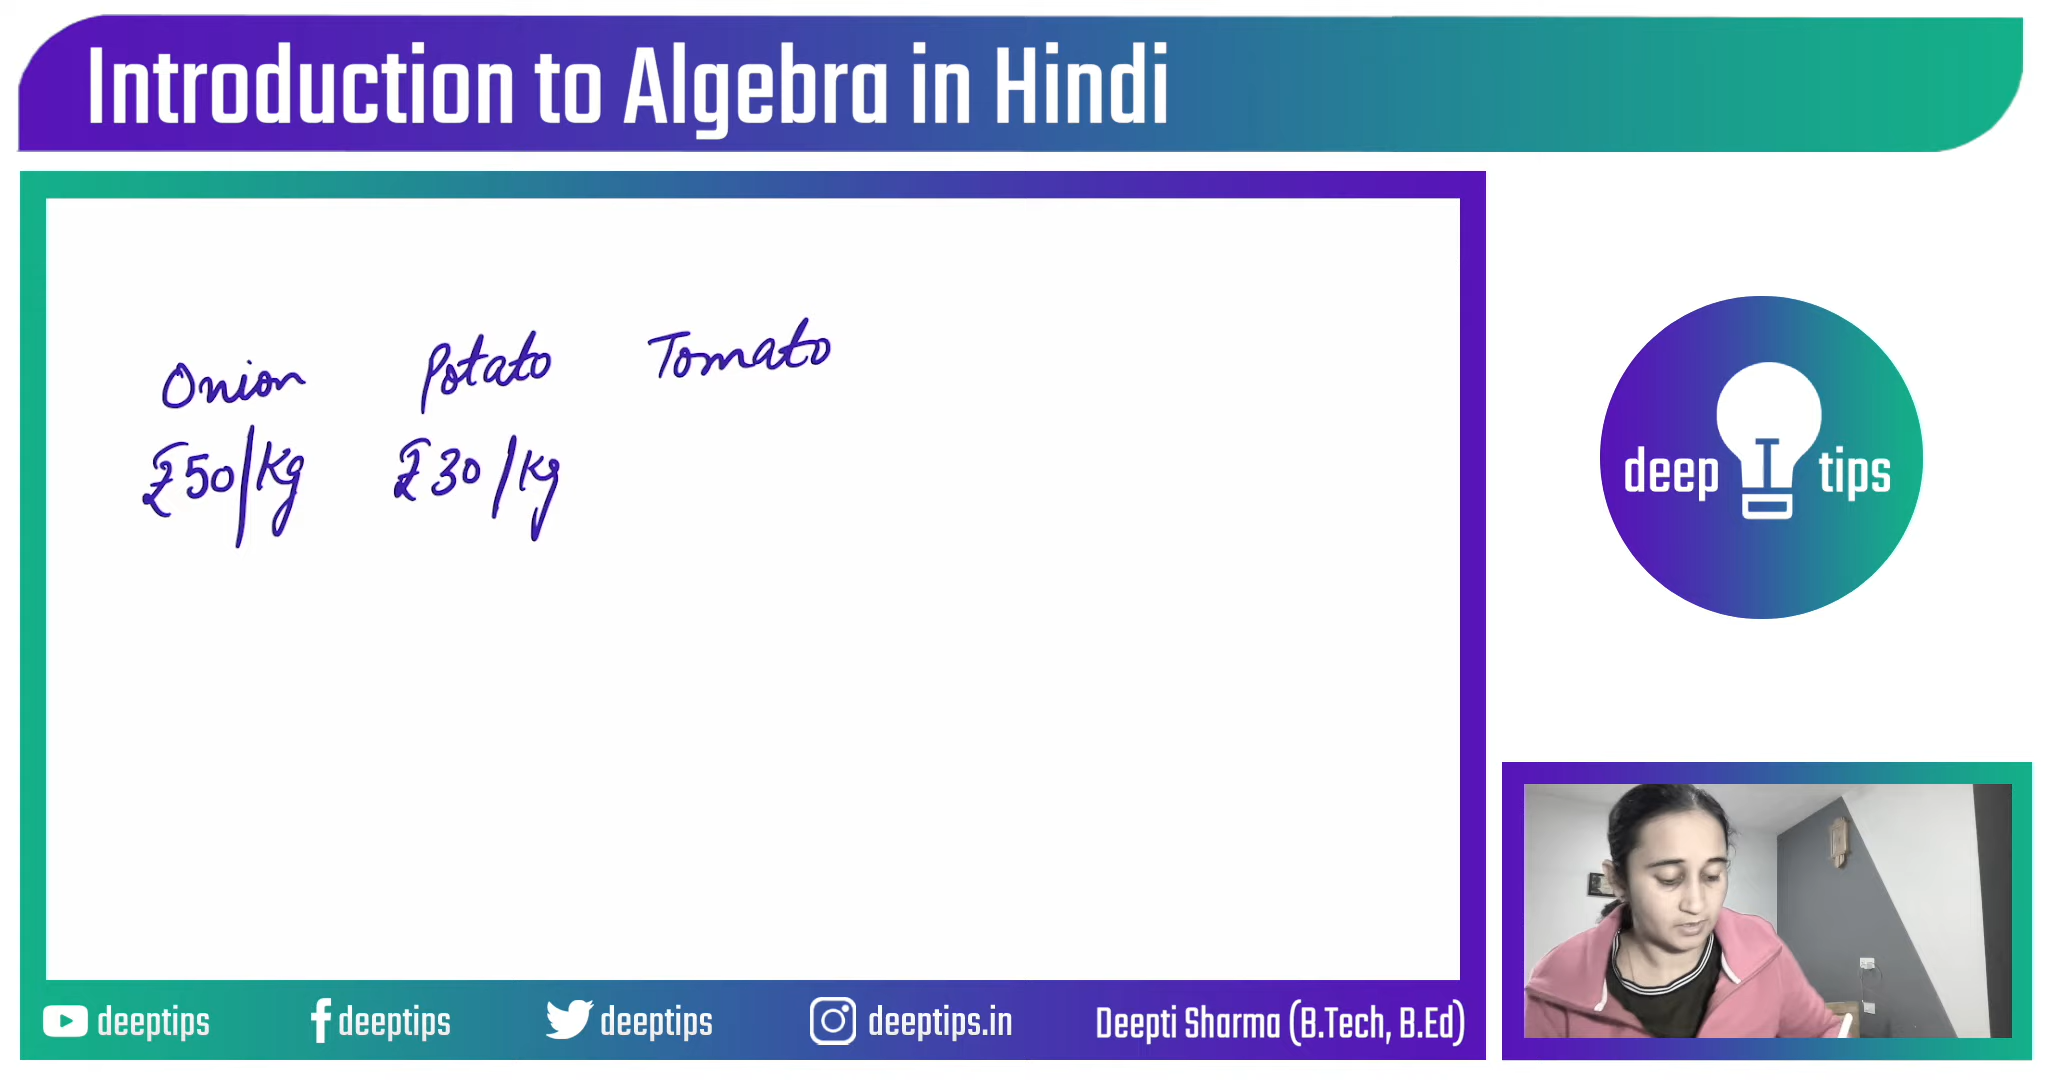 Introduction to Algebra in Hindi
Onion Potato Tomato
₹50/Kg ₹30/Kg
deep tips
deeptips deeptips deeptips deeptips.in Deepti Sharma (B.Tech, B.Ed)